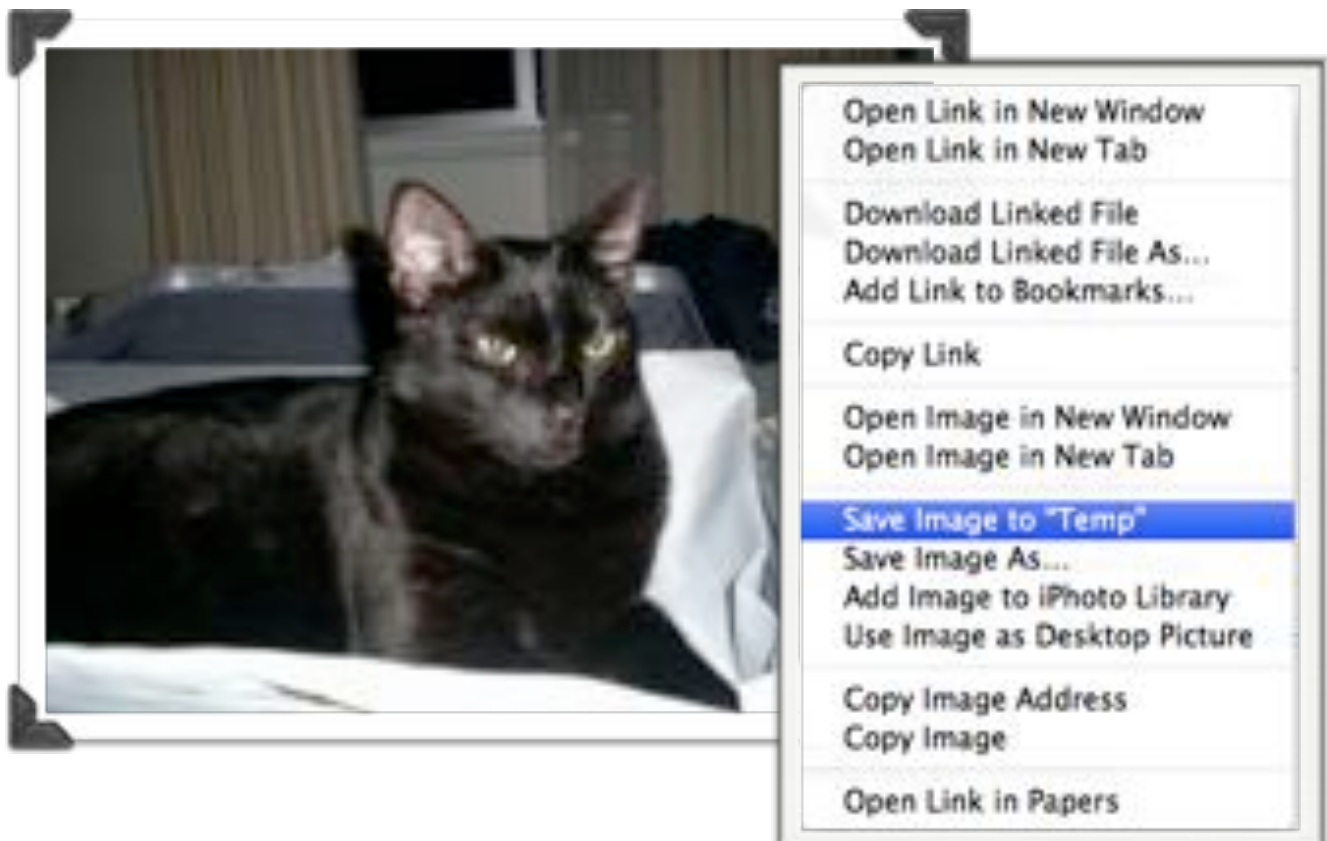 Open Link in New Window
Open Link in New Tab
Download Linked File
Download Linked File As...
Add Link to Bookmarks...
Copy Link
Open Image in New Window
Open Image in New Tab
Save Image to "Temp"
Save Image As...
Add Image to iPhoto Library
Use Image as Desktop Picture
Copy Image Address
Copy Image
Open Link in Papers